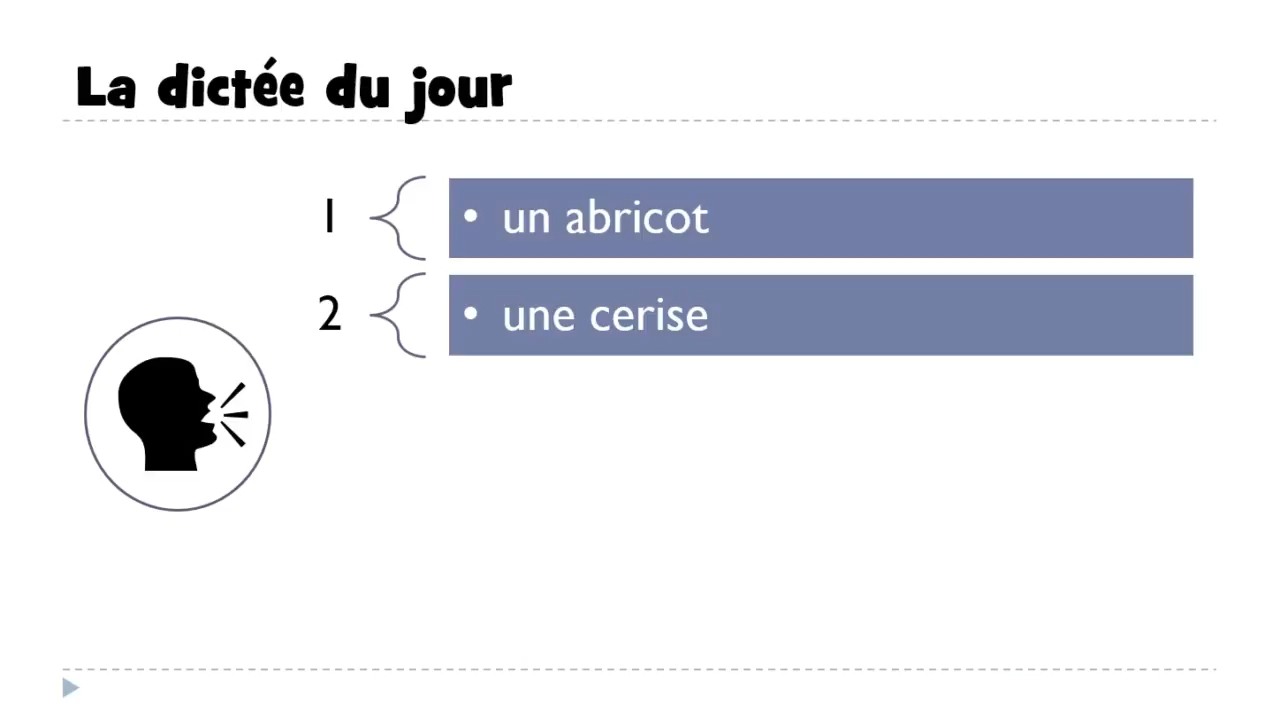 La dictée du jour
1
• un abricot
2
• une cerise